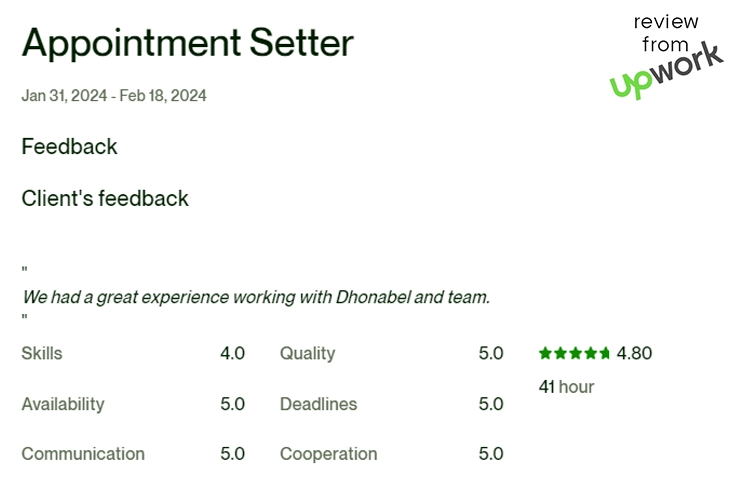 Appointment Setter
review
from
upwork
Jan 31, 2024 - Feb 18, 2024
Feedback
Client's feedback
"
We had a great experience working with Dhonabel and team.
"
Skills 4.0 Quality 5.0 4.80
41 hour
Availability 5.0 Deadlines 5.0
Communication 5.0 Cooperation 5.0